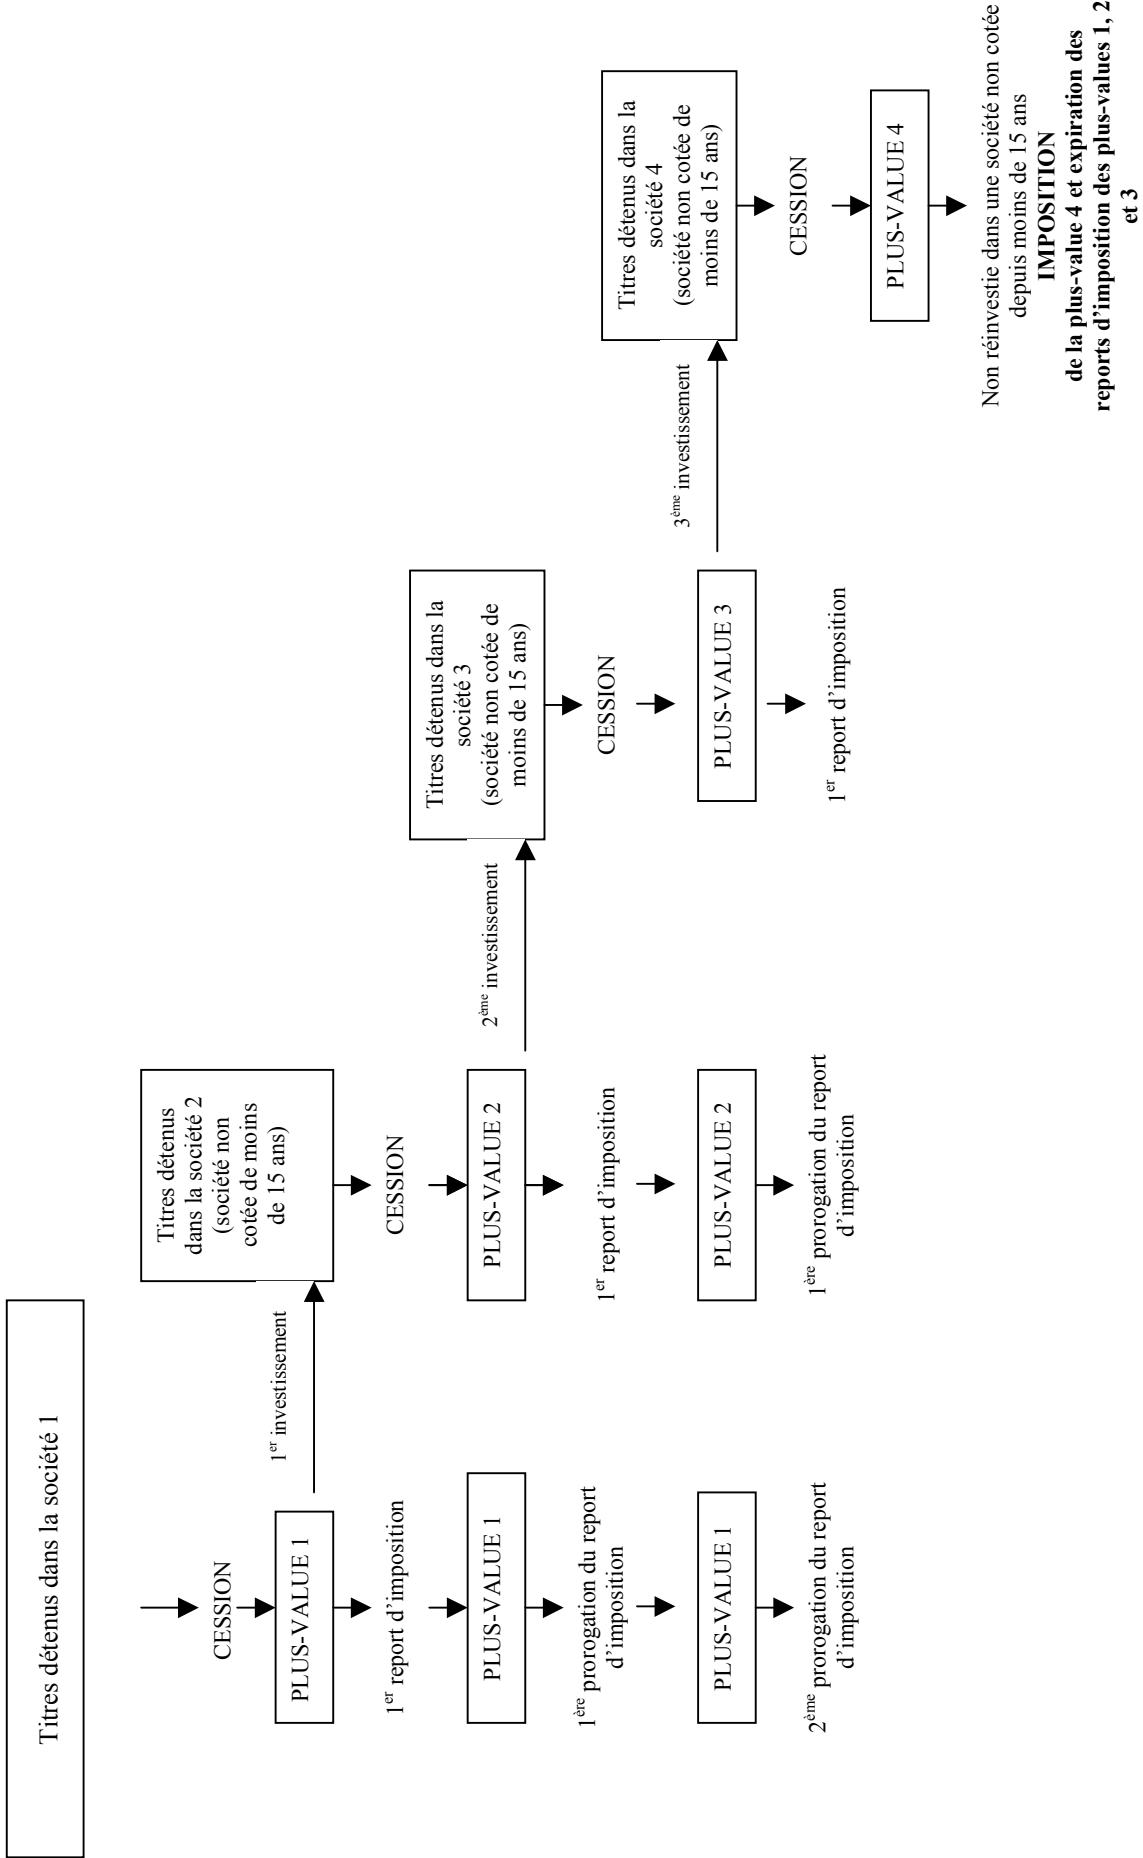 Titres détenus dans la société 1
CESSION
PLUS-VALUE 1
1er investissement
1er report d'imposition
PLUS-VALUE 1
1ère prorogation du report
d'imposition
PLUS-VALUE 1
2ème prorogation du report
d'imposition
Titres détenus
dans la société 2
(société non
cotée de moins
de 15 ans)
CESSION
PLUS-VALUE 2
2ème investissement
1er report d'imposition
PLUS-VALUE 2
1ère prorogation du report
d'imposition
Titres détenus dans la
société 3
(société non cotée de
moins de 15 ans)
CESSION
PLUS-VALUE 3
3ème investissement
1er report d'imposition
Titres détenus dans la
société 4
(société non cotée de
moins de 15 ans)
CESSION
PLUS-VALUE 4
Non réinvestie dans une société non cotée
depuis moins de 15 ans
IMPOSITION
de la plus-value 4 et expiration des
reports d'imposition des plus-values 1, 2
et 3